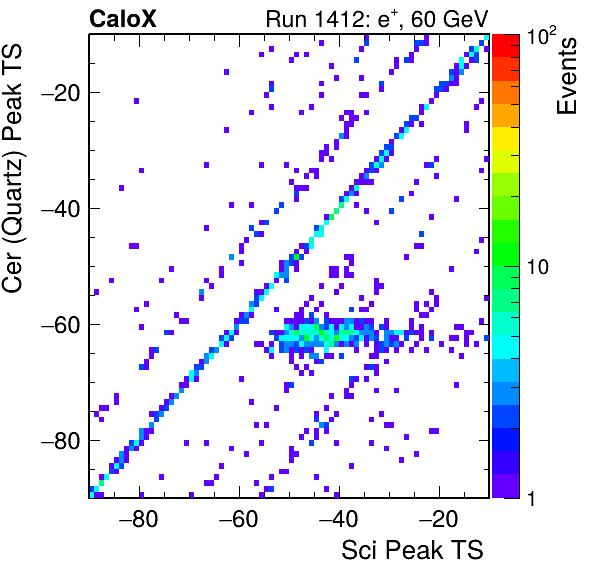 CaloX Run 1412: e⁺, 60 GeV
Cer (Quartz) Peak TS
−20
−40
−60
−80
−80 −60 −40 −20
Sci Peak TS
10²
10
1
Events